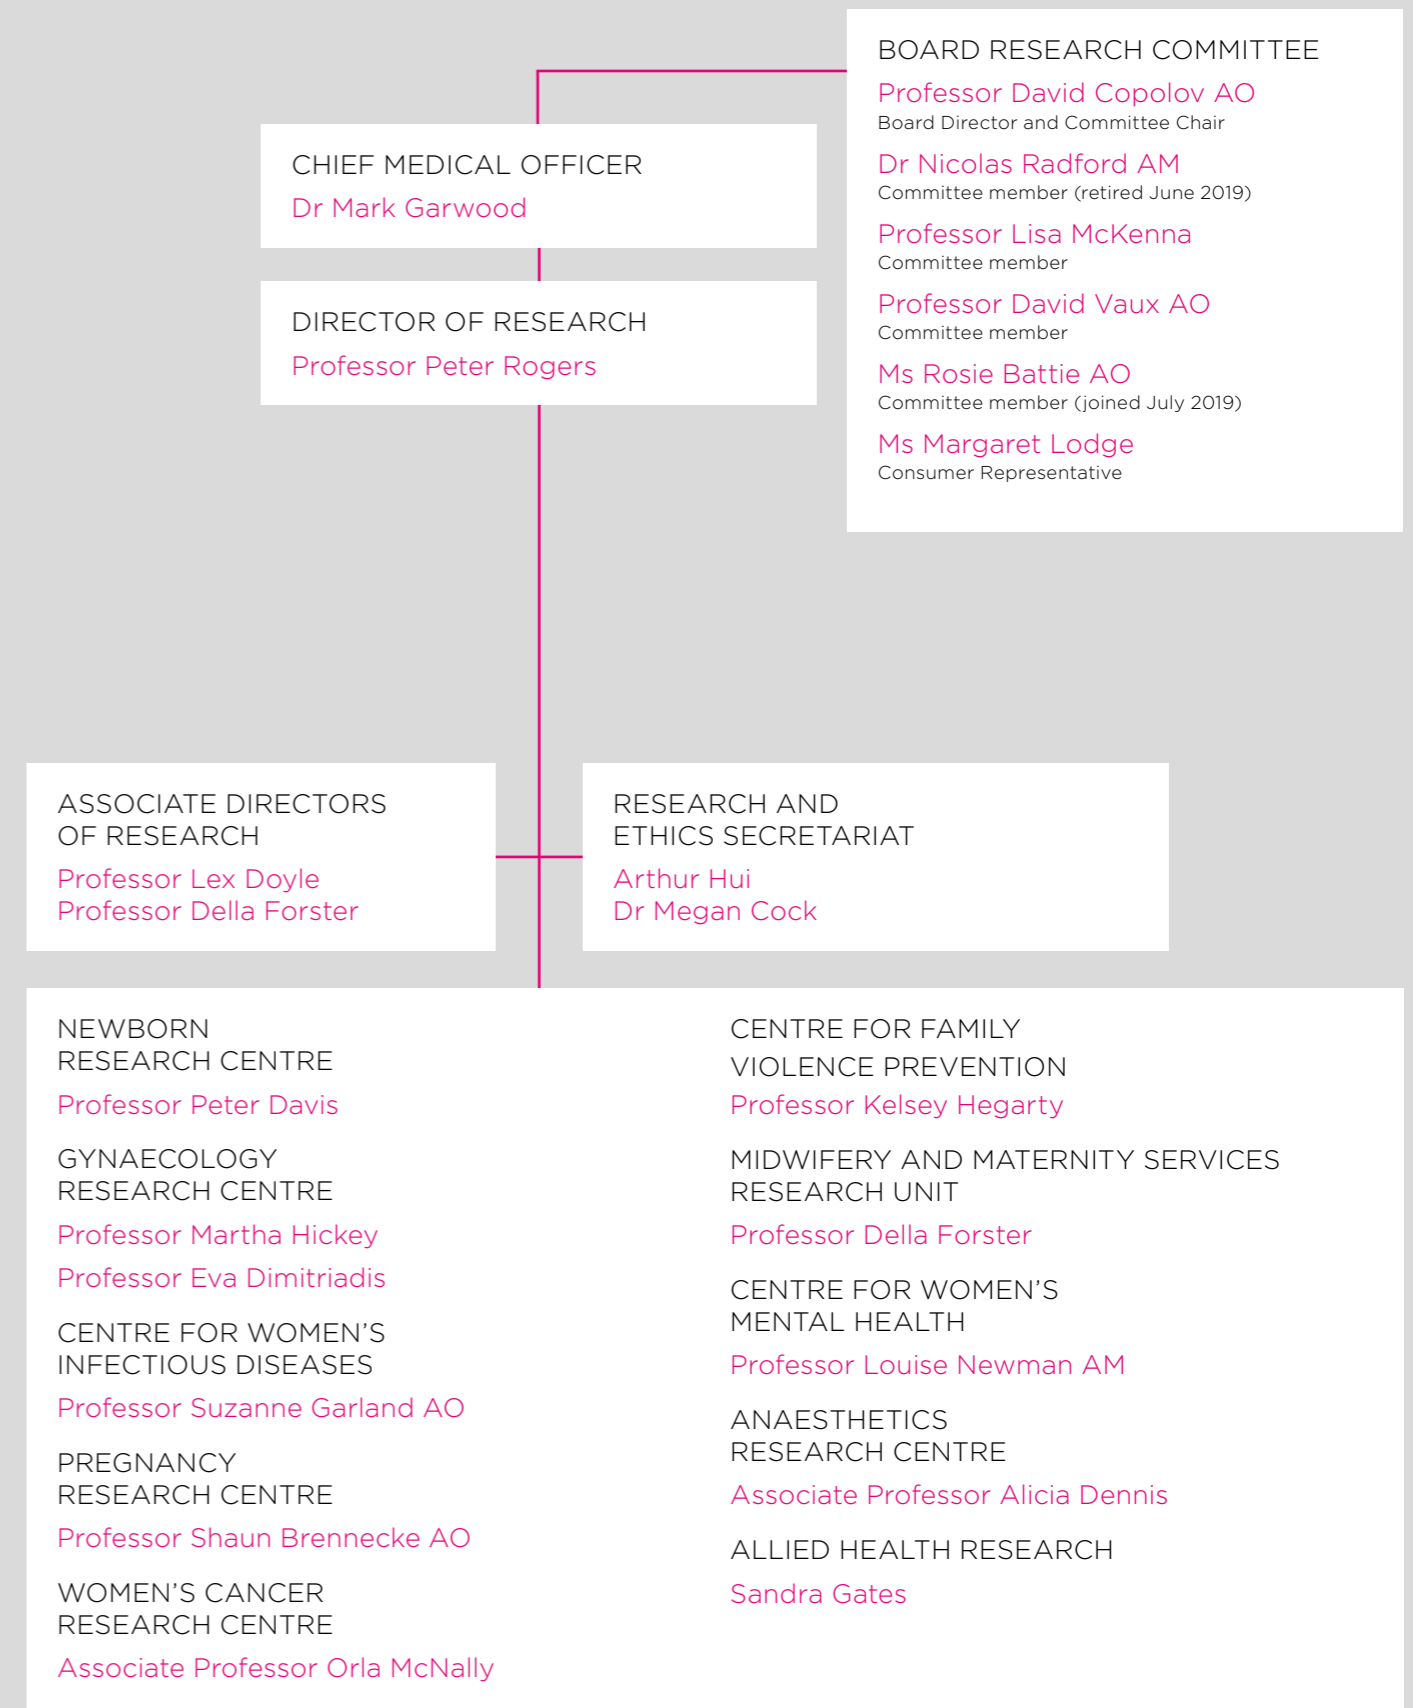 BOARD RESEARCH COMMITTEE
Professor David Copolov AO
Board Director and Committee Chair
Dr Nicolas Radford AM
Committee member (retired June 2019)
Professor Lisa McKenna
Committee member
Professor David Vaux AO
Committee member
Ms Rosie Battie AO
Committee member (joined July 2019)
Ms Margaret Lodge
Consumer Representative
CHIEF MEDICAL OFFICER
Dr Mark Garwood
DIRECTOR OF RESEARCH
Professor Peter Rogers
ASSOCIATE DIRECTORS
OF RESEARCH
Professor Lex Doyle
Professor Della Forster
RESEARCH AND
ETHICS SECRETARIAT
Arthur Hui
Dr Megan Cock
NEWBORN
RESEARCH CENTRE
Professor Peter Davis
GYNAECOLOGY
RESEARCH CENTRE
Professor Martha Hickey
Professor Eva Dimitriadis
CENTRE FOR WOMEN'S
INFECTIOUS DISEASES
Professor Suzanne Garland AO
PREGNANCY
RESEARCH CENTRE
Professor Shaun Brennecke AO
WOMEN'S CANCER
RESEARCH CENTRE
Associate Professor Orla McNally
CENTRE FOR FAMILY
VIOLENCE PREVENTION
Professor Kelsey Hegarty
MIDWIFERY AND MATERNITY SERVICES
RESEARCH UNIT
Professor Della Forster
CENTRE FOR WOMEN'S
MENTAL HEALTH
Professor Louise Newman AM
ANAESTHETICS
RESEARCH CENTRE
Associate Professor Alicia Dennis
ALLIED HEALTH RESEARCH
Sandra Gates